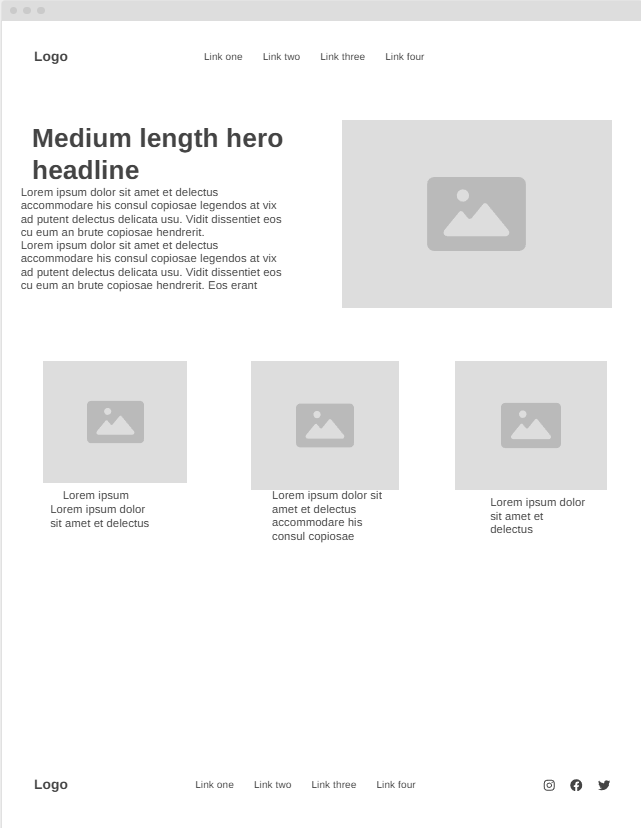 Logo
Link one Link two Link three Link four
Medium length hero
headline
Lorem ipsum dolor sit amet et delectus
accommodare his consul copiosae legendos at vix
ad putent delectus delicata usu. Vidit dissentiet eos
cu eum an brute copiosae hendrerit.
Lorem ipsum dolor sit amet et delectus
accommodare his consul copiosae legendos at vix
ad putent delectus delicata usu. Vidit dissentiet eos
cu eum an brute copiosae hendrerit. Eos erant
Lorem ipsum
Lorem ipsum dolor
sit amet et delectus
Lorem ipsum dolor sit
amet et delectus
accommodare his
consul copiosae
Lorem ipsum dolor
sit amet et
delectus
Logo
Link one Link two Link three Link four